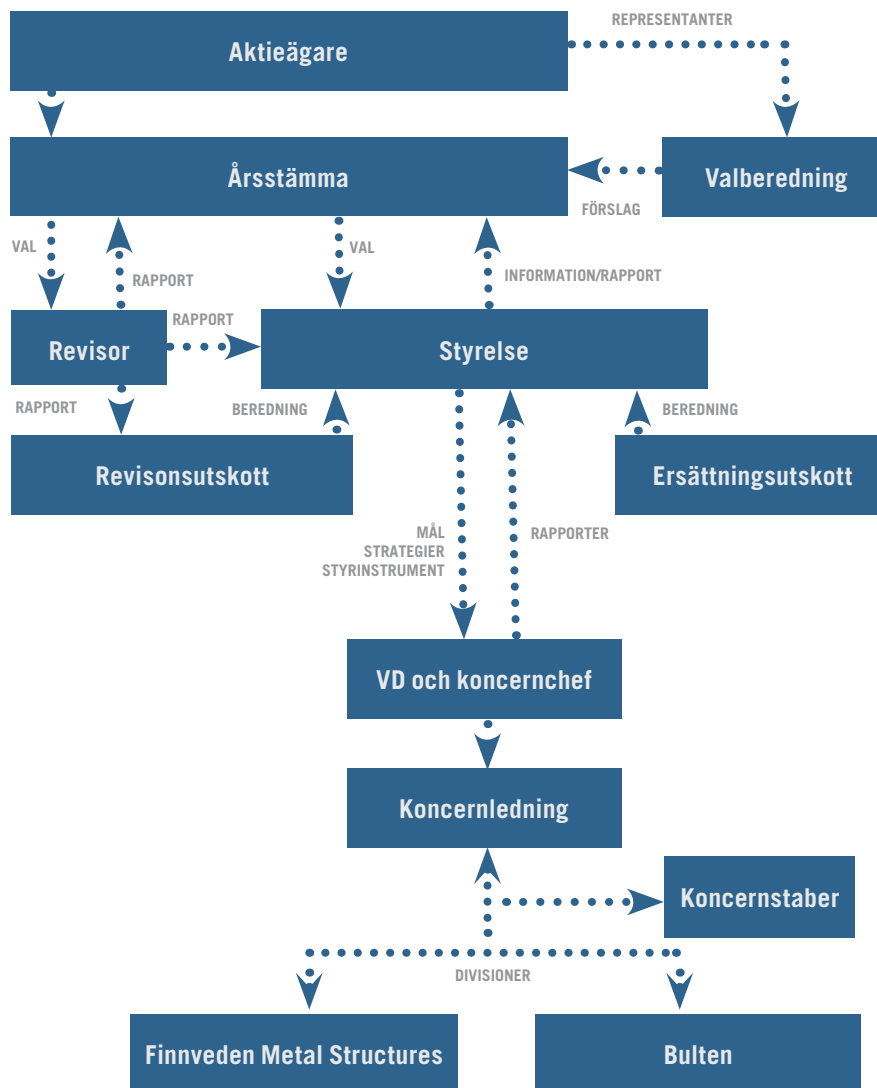 REPRESENTANTER
Aktieägare
Årsstämma
Valberedning
FÖRSLAG
VAL
RAPPORT
VAL
INFORMATION/RAPPORT
RAPPORT
Revisor
Styrelse
RAPPORT
BEREDNING
BEREDNING
Revisonsutskott
Ersättningsutskott
MÅL
STRATEGIER
STYRINSTRUMENT
RAPPORTER
VD och koncernchef
Koncernledning
Koncernstaber
DIVISIONER
Finnveden Metal Structures
Bulten